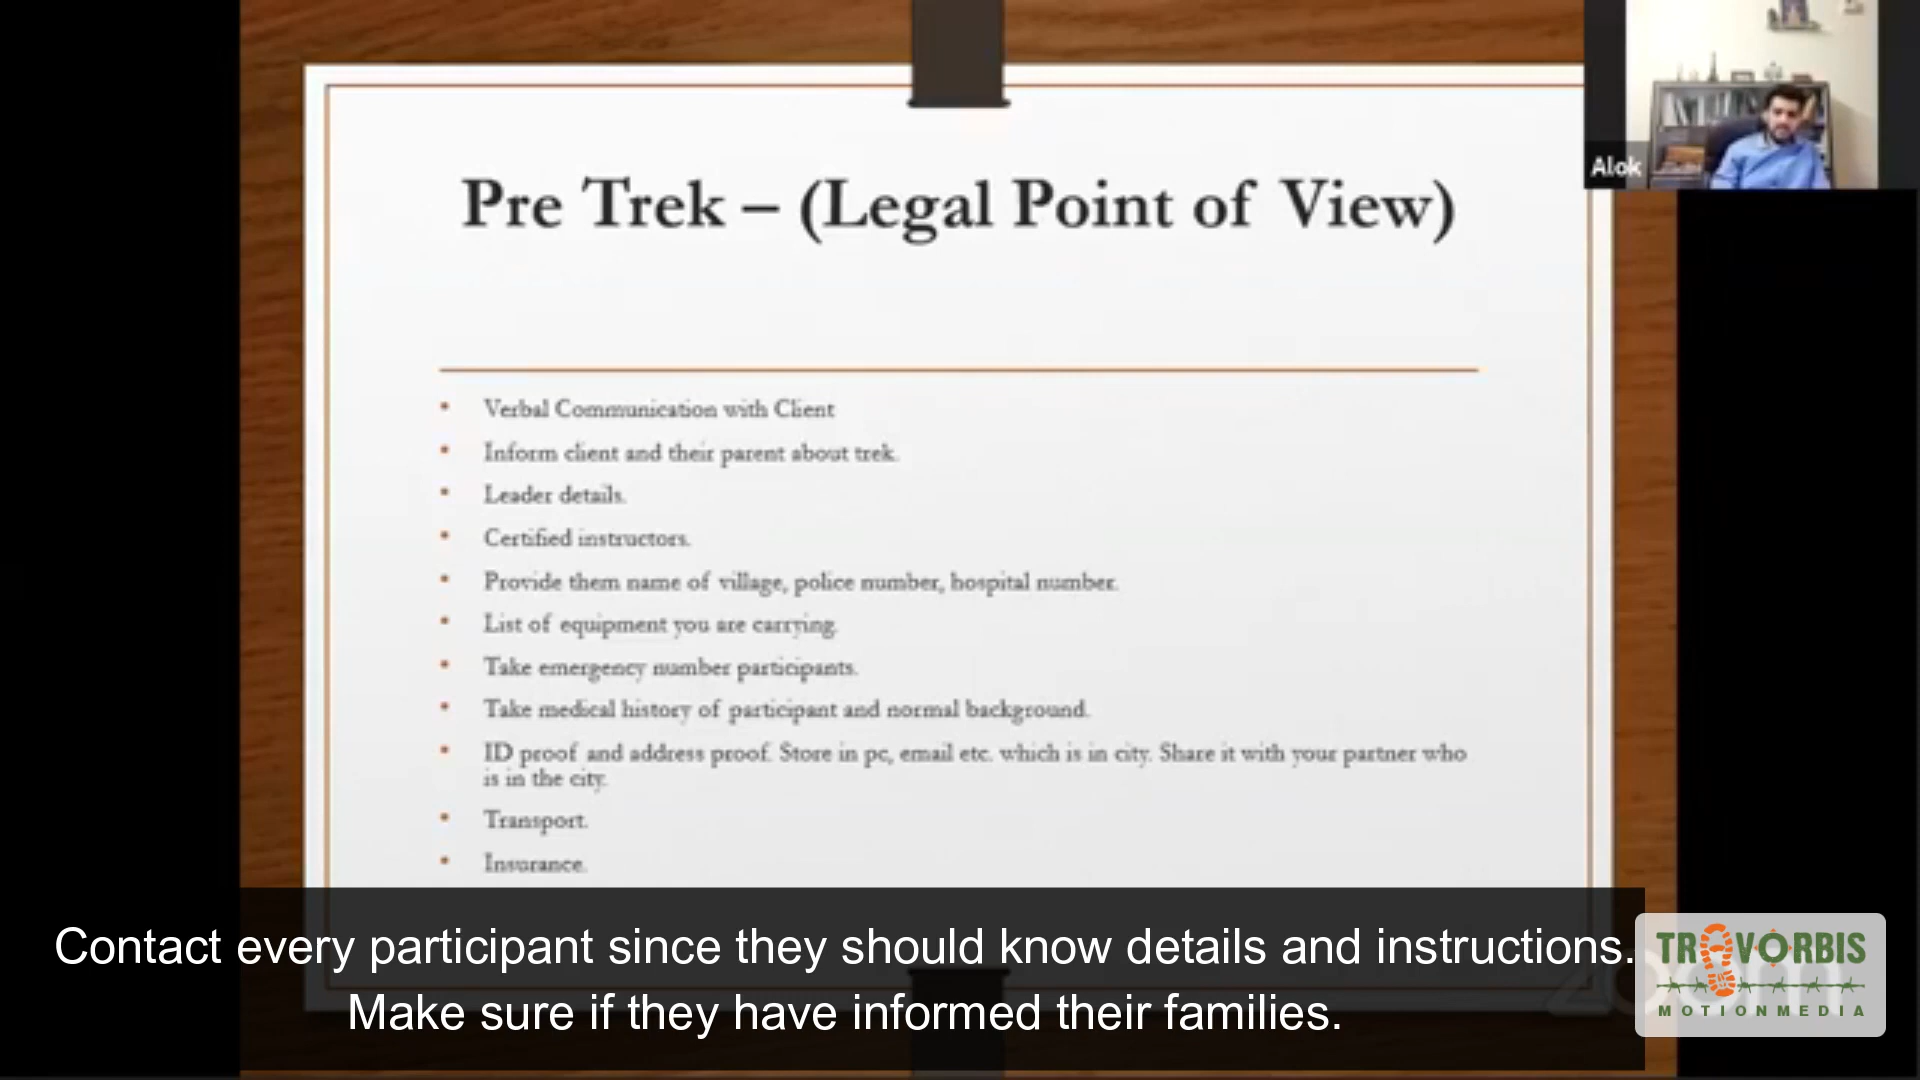 Alok
Pre Trek – (Legal Point of View)
• Verbal Communication with Client
• Inform client and their parent about trek.
• Leader details.
• Certified instructors.
• Provide them name of village, police number, hospital number.
• List of equipment you are carrying.
• Take emergency number participants.
• Take medical history of participant and normal background.
• ID proof and address proof. Store in pc, email etc. which is in city. Share it with your partner who
is in the city.
• Transport.
• Insurance.
Contact every participant since they should know details and instructions.
Make sure if they have informed their families.
TRAVORBIS
MOTIONMEDIA